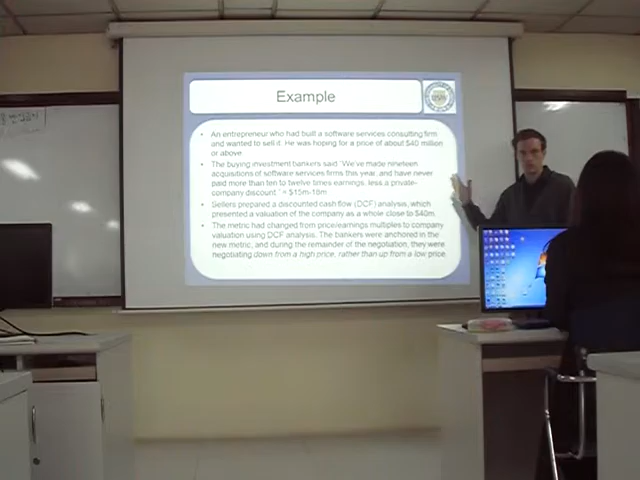 Example
• An entrepreneur who had built a software services consulting firm
and wanted to sell it. He was hoping for a price of about $40 million
or above
• The buying investment bankers said "We've made nineteen
acquisitions of software services firms this year, and have never
paid more than ten to twelve times earnings, less a private-
company discount." = $15m-18m
• Sellers prepared a discounted cash flow (DCF) analysis, which
presented a valuation of the company as a whole close to $40m.
• The metric had changed from price/earnings multiples to company
valuation using DCF analysis. The bankers were anchored in the
new metric, and during the remainder of the negotiation, they were
negotiating down from a high price, rather than up from a low price.